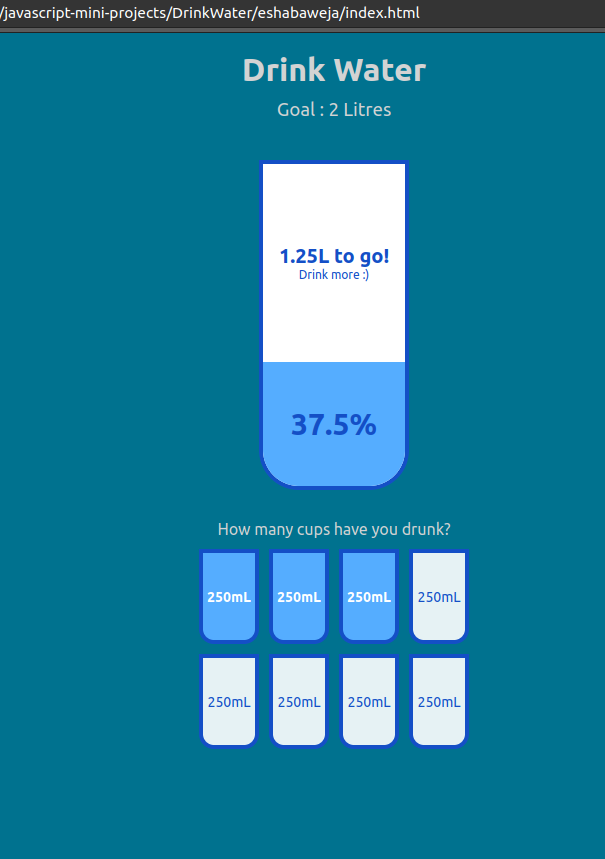 /javascript-mini-projects/DrinkWater/eshabaweja/index.html
Drink Water
Goal : 2 Litres
1.25L to go!
Drink more :)
37.5%
How many cups have you drunk?
250mL 250mL 250mL 250mL
250mL 250mL 250mL 250mL